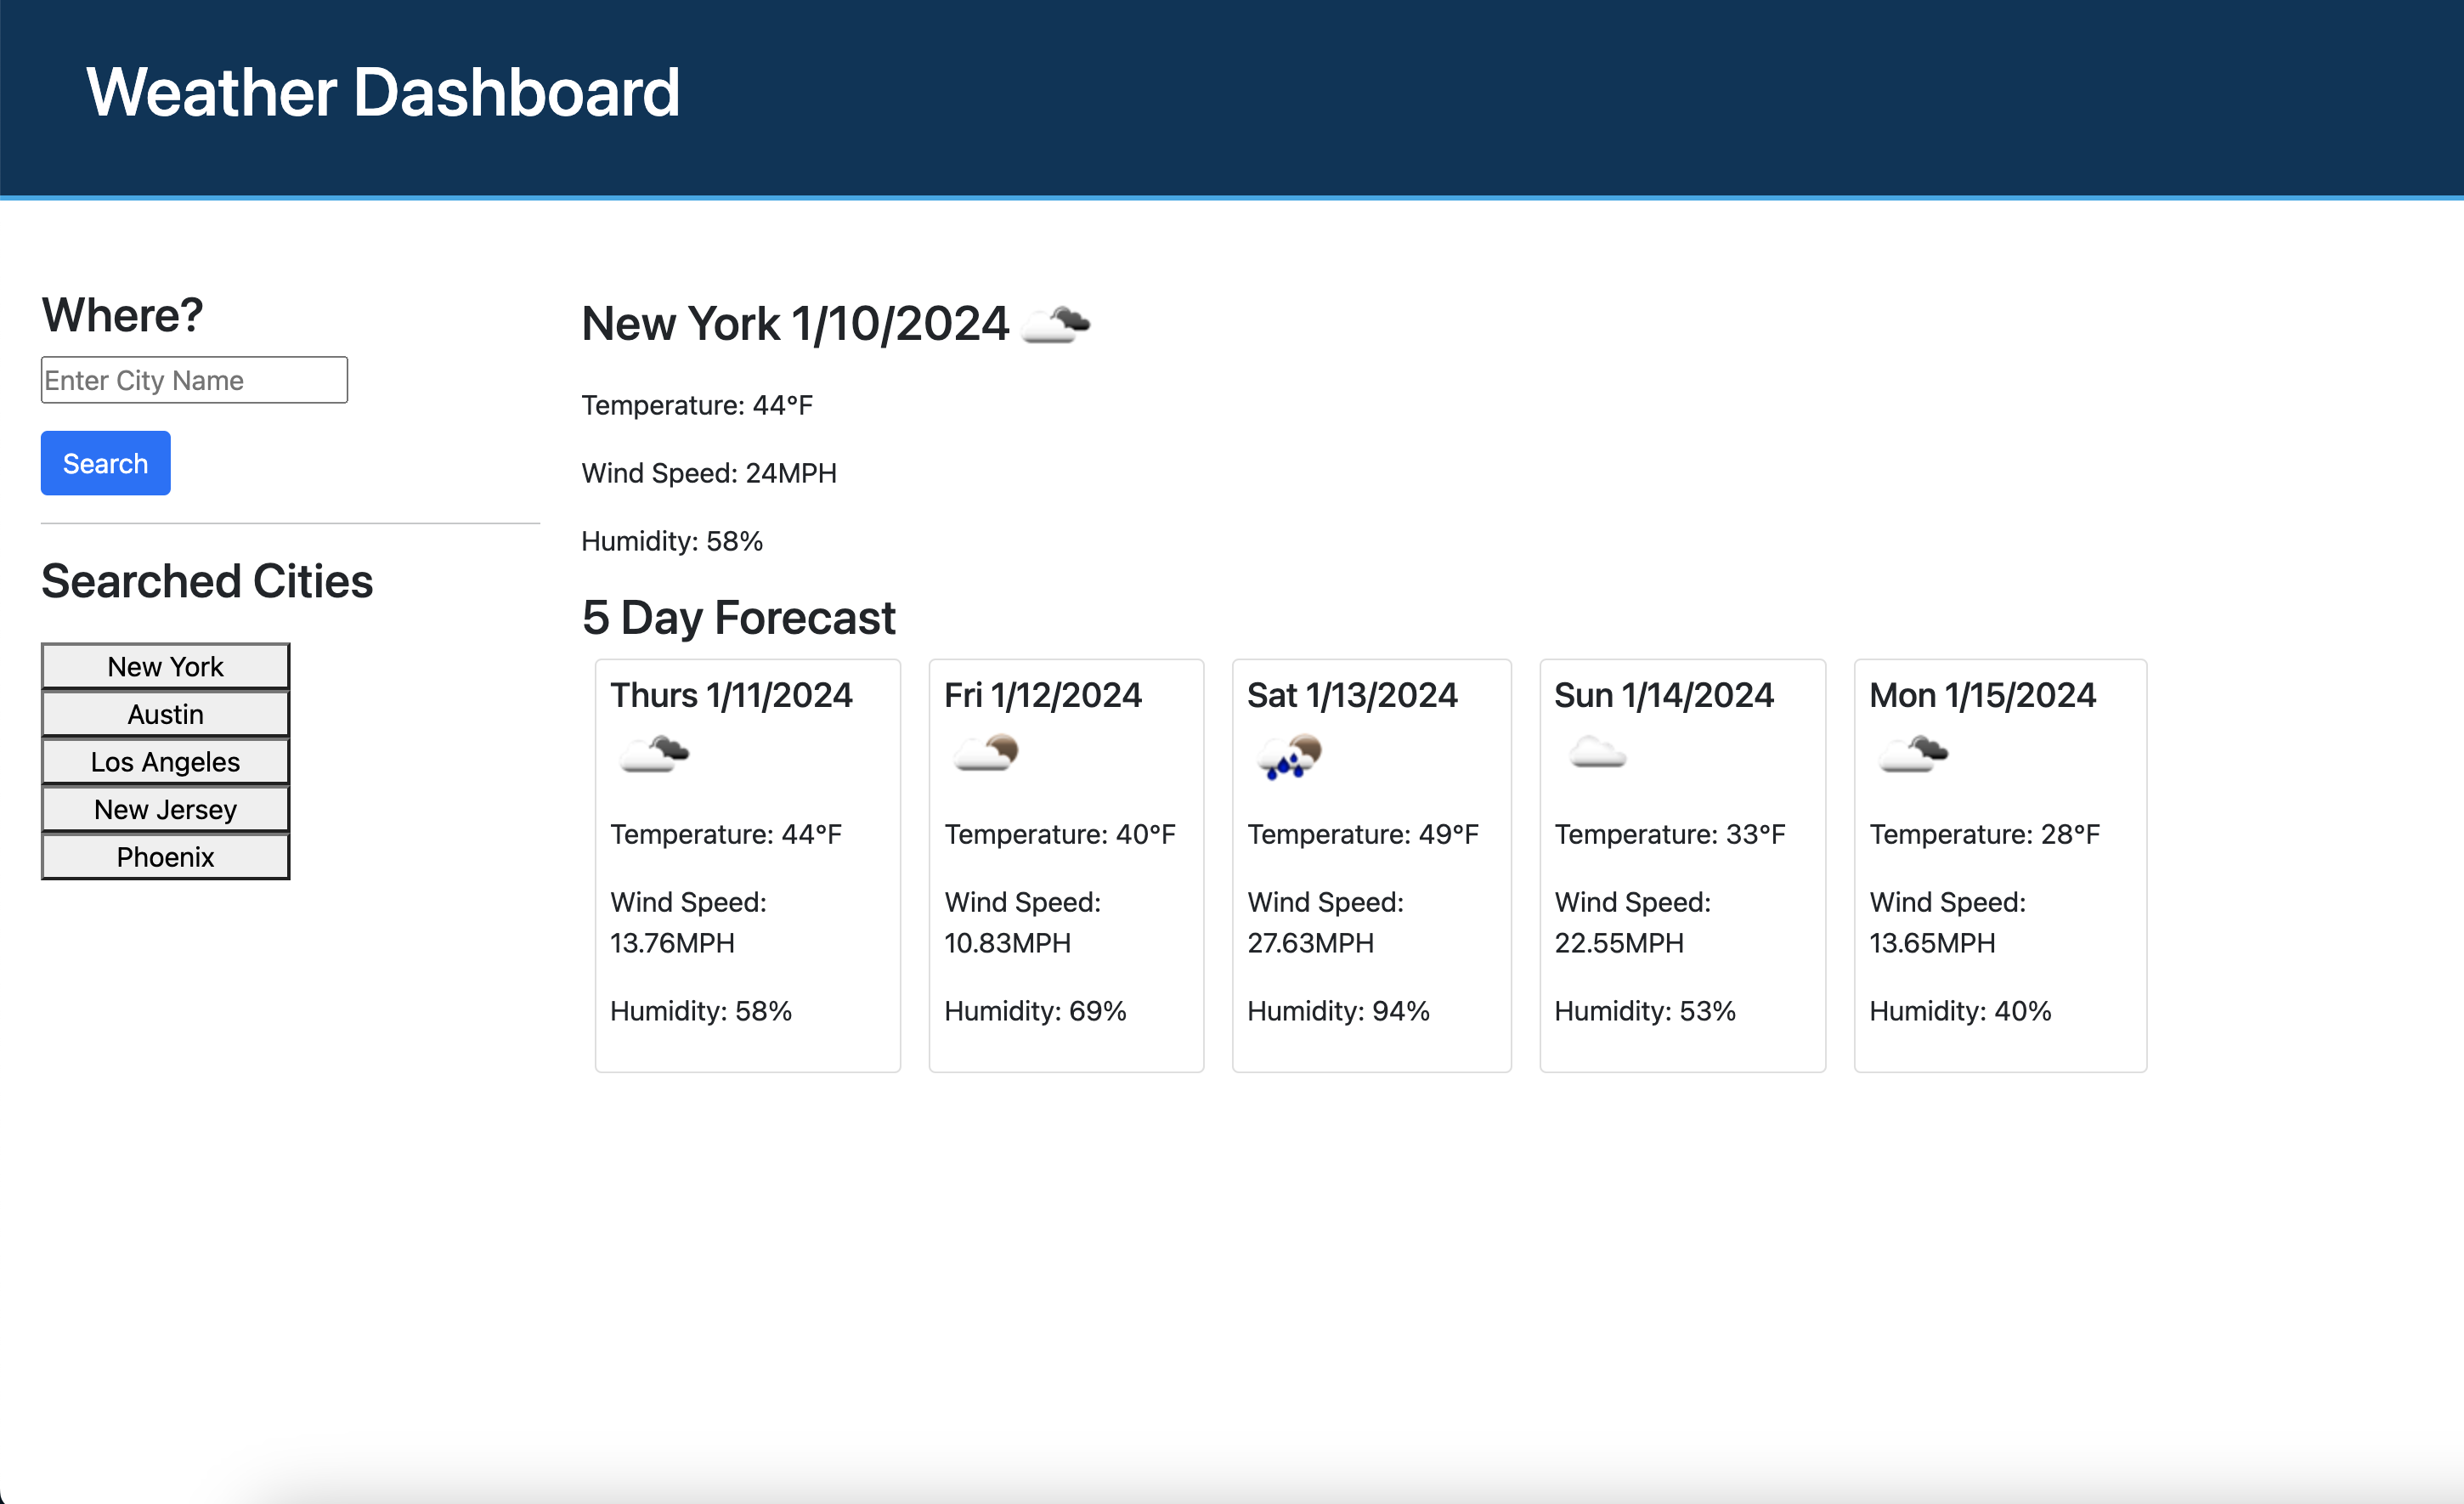 Weather Dashboard
Where?
Enter City Name
Search
Searched Cities
New York
Austin
Los Angeles
New Jersey
Phoenix
New York 1/10/2024
Temperature: 44°F
Wind Speed: 24MPH
Humidity: 58%
5 Day Forecast
Thurs 1/11/2024
Temperature: 44°F
Wind Speed:
13.76MPH
Humidity: 58%
Fri 1/12/2024
Temperature: 40°F
Wind Speed:
10.83MPH
Humidity: 69%
Sat 1/13/2024
Temperature: 49°F
Wind Speed:
27.63MPH
Humidity: 94%
Sun 1/14/2024
Temperature: 33°F
Wind Speed:
22.55MPH
Humidity: 53%
Mon 1/15/2024
Temperature: 28°F
Wind Speed:
13.65MPH
Humidity: 40%